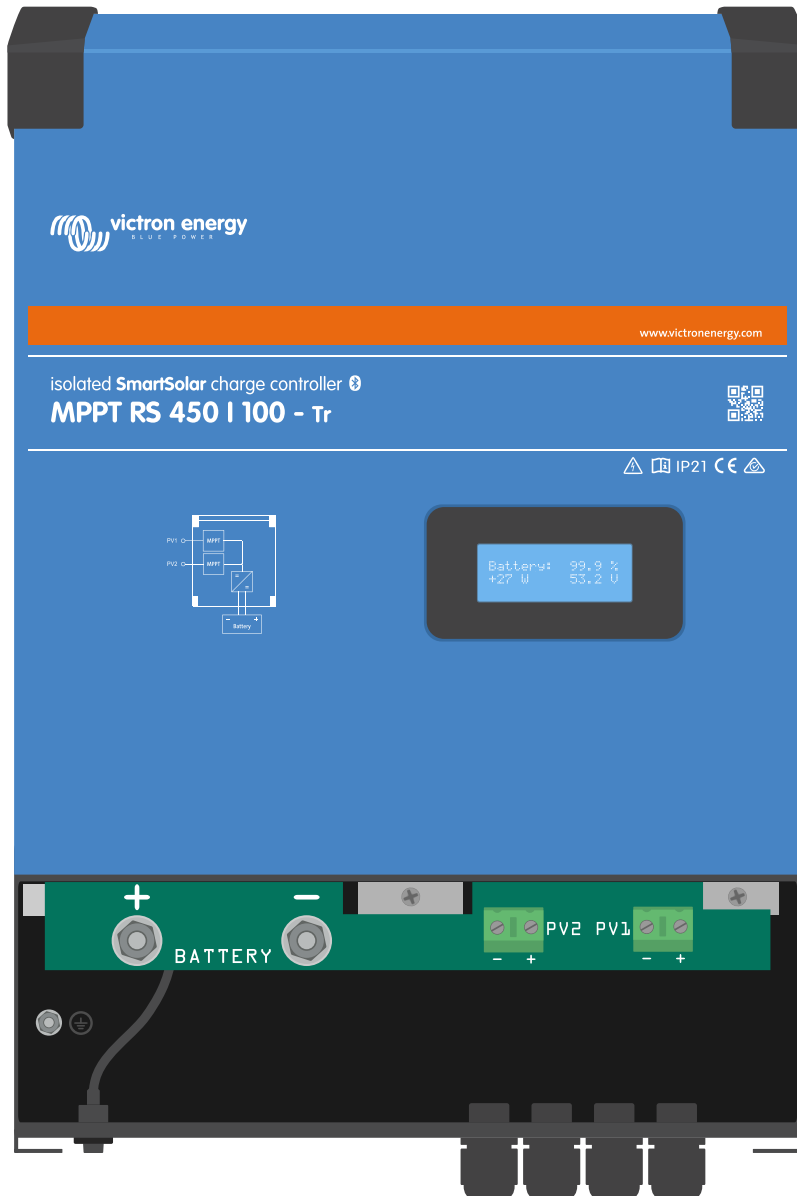 victron energy
BLUE POWER
www.victronenergy.com
isolated SmartSolar charge controller
MPPT RS 450 | 100 - Tr
IP21 CE
PV1 MPPT
PV2 MPPT
- +
Battery
Battery: 99.9 %
+27 W 53.2 V
+ -
BATTERY
PV2 PV1
- + - +